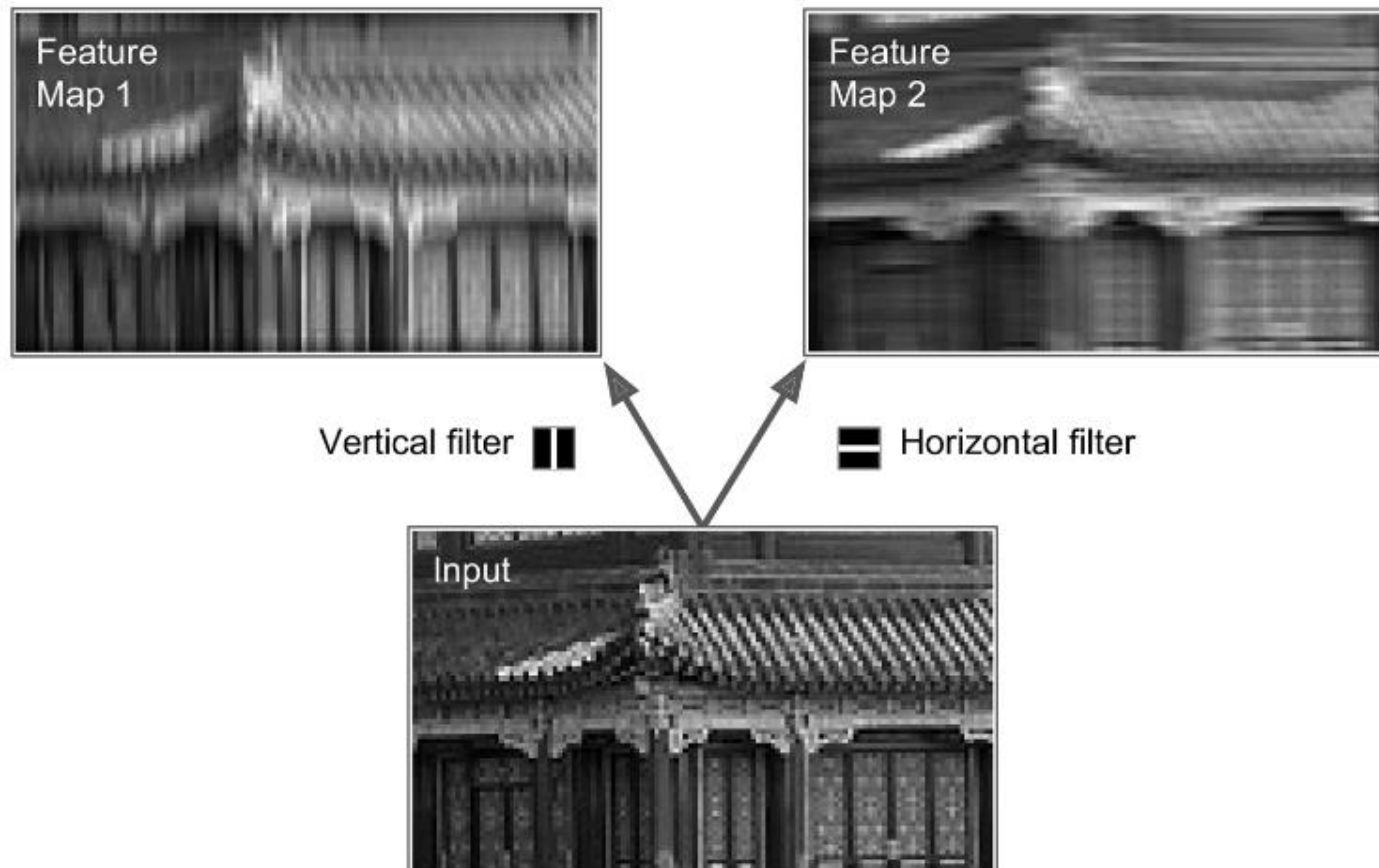 Feature
Map 1
Feature
Map 2
Vertical filter
Horizontal filter
Input